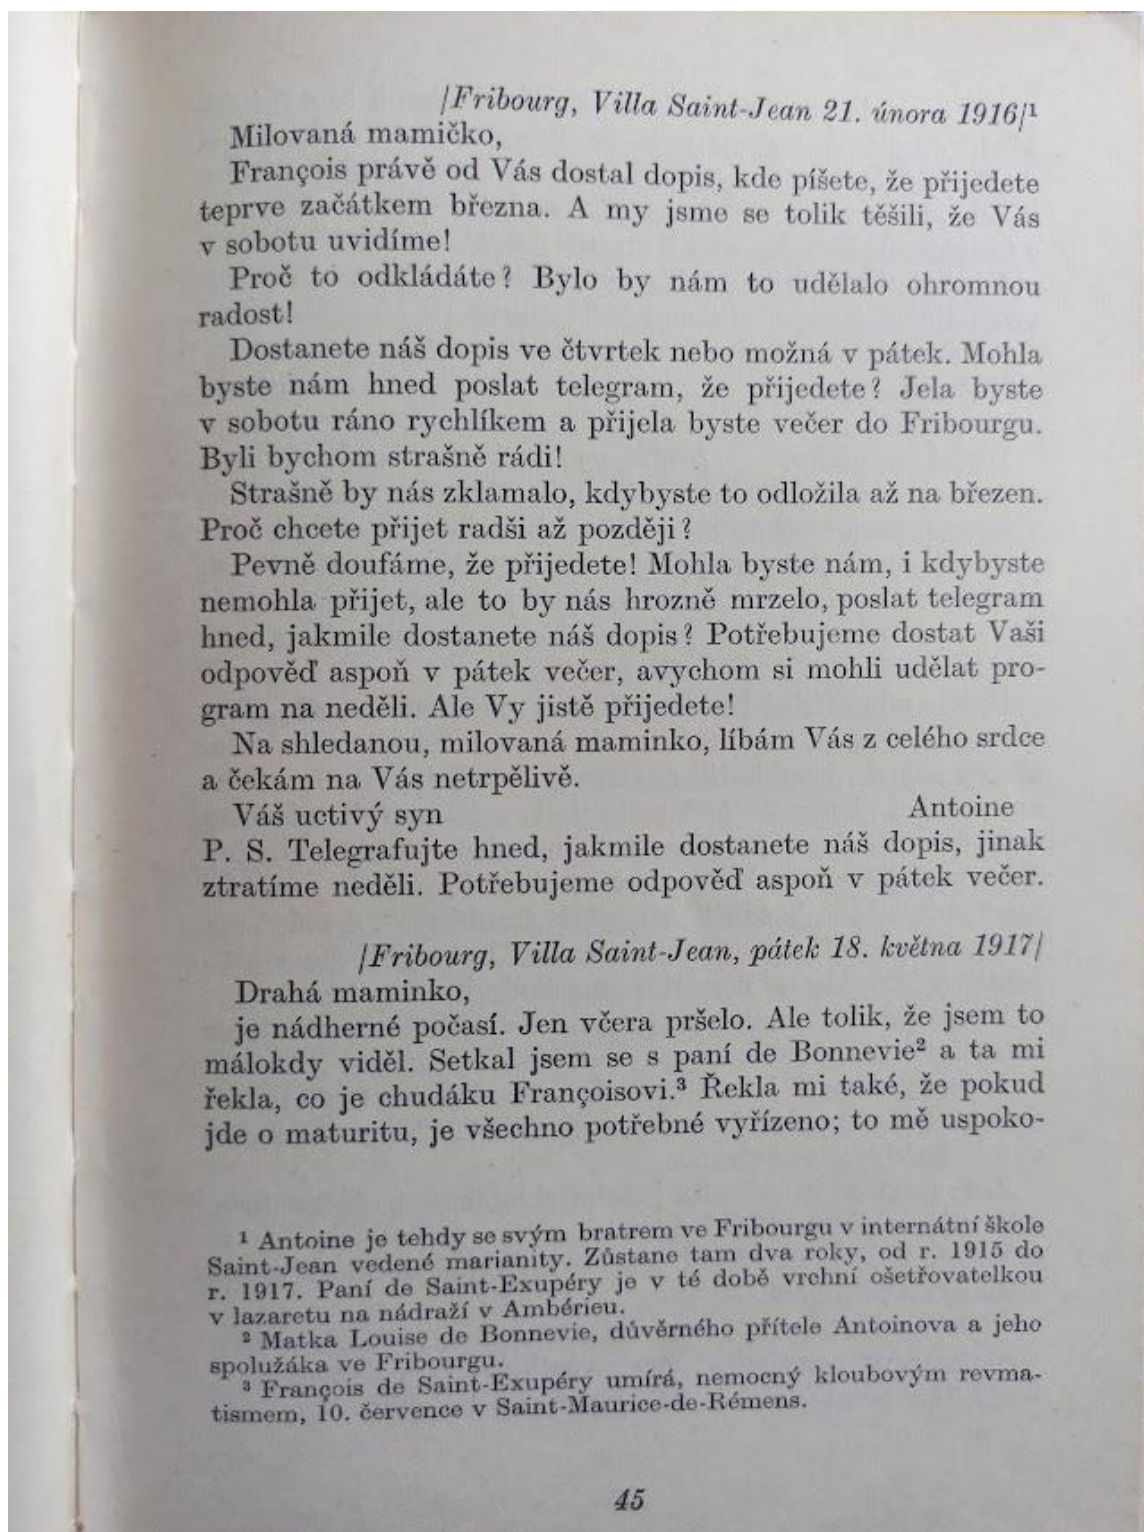 /Fribourg, Villa Saint-Jean 21. února 1916/¹
Milovaná mamičko,
François právě od Vás dostal dopis, kde píšete, že přijedete
teprve začátkem března. A my jsme se tolik těšili, že Vás
v sobotu uvidíme!
Proč to odkládáte? Bylo by nám to udělalo ohromnou
radost!
Dostanete náš dopis ve čtvrtek nebo možná v pátek. Mohla
byste nám hned poslat telegram, že přijedete? Jela byste
v sobotu ráno rychlíkem a přijela byste večer do Fribourgu.
Byli bychom strašně rádi!
Strašně by nás zklamalo, kdybyste to odložila až na březen.
Proč chcete přijet radši až později?
Pevně doufáme, že přijedete! Mohla byste nám, i kdybyste
nemohla přijet, ale to by nás hrozně mrzelo, poslat telegram
hned, jakmile dostanete náš dopis? Potřebujeme dostat Vaši
odpověď aspoň v pátek večer, avychom si mohli udělat pro-
gram na neděli. Ale Vy jistě přijedete!
Na shledanou, milovaná maminko, líbám Vás z celého srdce
a čekám na Vás netrpělivě.
Váš uctivý syn Antoine
P. S. Telegrafujte hned, jakmile dostanete náš dopis, jinak
ztratíme neděli. Potřebujeme odpověď aspoň v pátek večer.
/Fribourg, Villa Saint-Jean, pátek 18. května 1917/
Drahá maminko,
je nádherné počasí. Jen včera pršelo. Ale tolik, že jsem to
málokdy viděl. Setkal jsem se s paní de Bonnevie² a ta mi
řekla, co je chudáku Françoisovi.³ Řekla mi také, že pokud
jde o maturitu, je všechno potřebné vyřízeno; to mě uspoko-
¹ Antoine je tehdy se svým bratrem ve Fribourgu v internátní škole
Saint-Jean vedené marianity. Zůstane tam dva roky, od r. 1915 do
r. 1917. Paní de Saint-Exupéry je v té době vrchní ošetřovatelkou
v lazaretu na nádraží v Ambérieu.
² Matka Louise de Bonnevie, důvěrného přítele Antoinova a jeho
spolužáka ve Fribourgu.
³ François de Saint-Exupéry umírá, nemocný kloubovým revma-
tismem, 10. července v Saint-Maurice-de-Rémens.
45